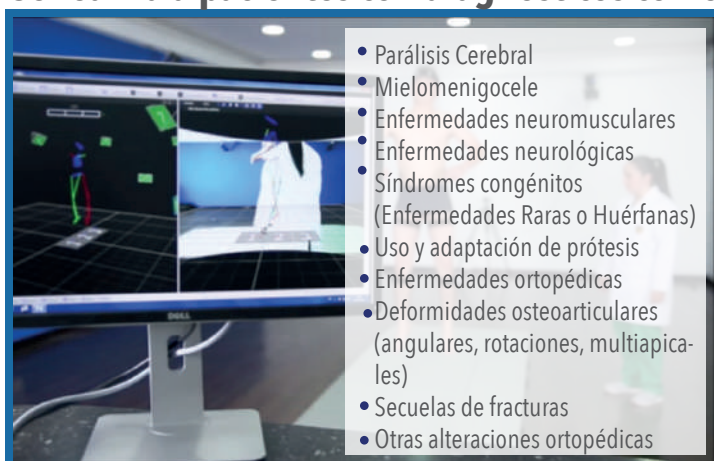 Parálisis Cerebral
Mielomenigocele
Enfermedades neuromusculares
Enfermedades neurológicas
Síndromes congénitos
(Enfermedades Raras o Huérfanas)
Uso y adaptación de prótesis
Enfermedades ortopédicas
Deformidades osteoarticulares
(angulares, rotaciones, multiapica-
les)
Secuelas de fracturas
Otras alteraciones ortopédicas
DELL